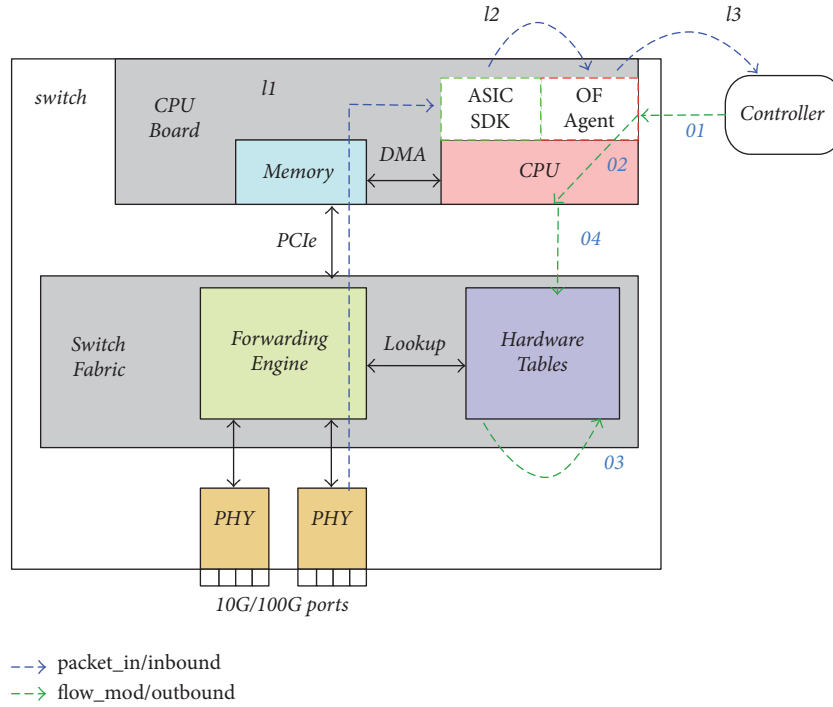 l2
l3
switch
CPU
Board
l1
ASIC
SDK
OF
Agent
Controller
01
DMA
Memory
CPU
02
PCIe
04
Switch
Fabric
Forwarding
Engine
Lookup
Hardware
Tables
03
PHY
PHY
10G/100G ports
packet_in/inbound
flow_mod/outbound